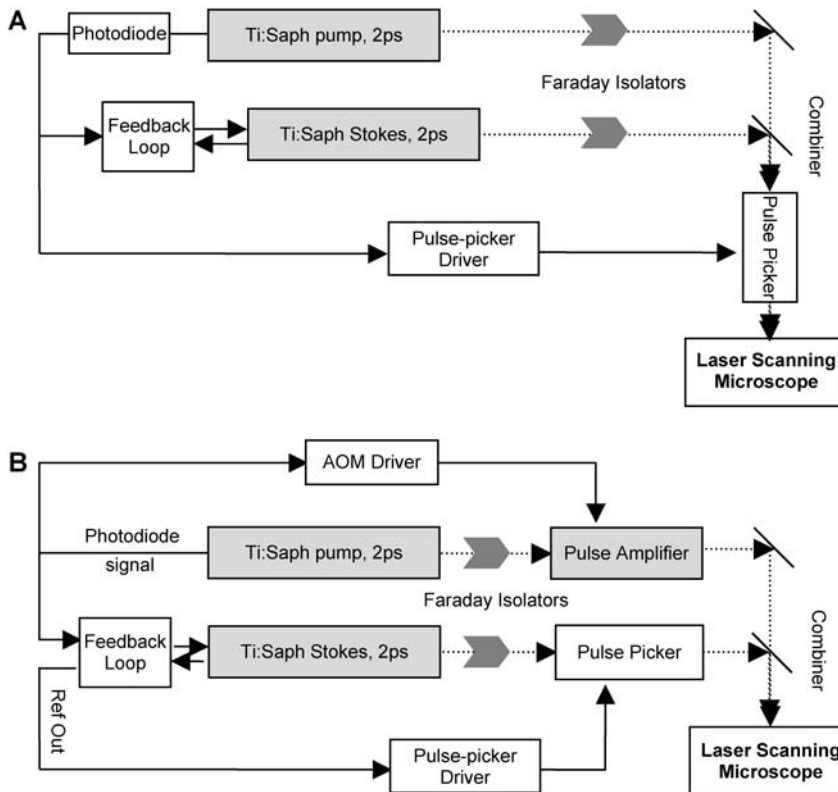 A
Photodiode
Ti:Saph pump, 2ps
Faraday Isolators
Feedback
Loop
Ti:Saph Stokes, 2ps
Combiner
Pulse-picker
Driver
Pulse Picker
Laser Scanning
Microscope
B
AOM Driver
Photodiode
signal
Ti:Saph pump, 2ps
Pulse Amplifier
Faraday Isolators
Feedback
Loop
Ti:Saph Stokes, 2ps
Pulse Picker
Combiner
Ref Out
Pulse-picker
Driver
Laser Scanning
Microscope